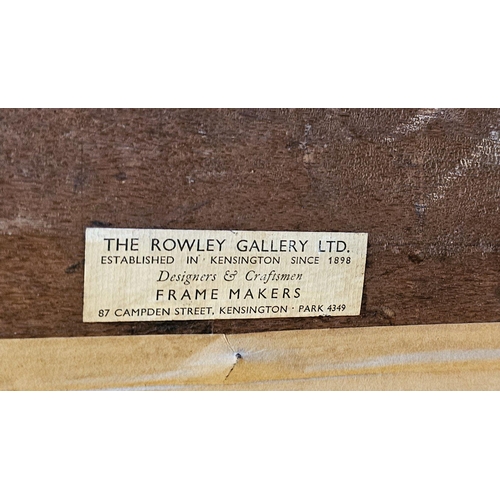 THE ROWLEY GALLERY LTD.
ESTABLISHED IN KENSINGTON SINCE 1898
Designers & Craftsmen
FRAME MAKERS
87 CAMPDEN STREET, KENSINGTON · PARK 4349